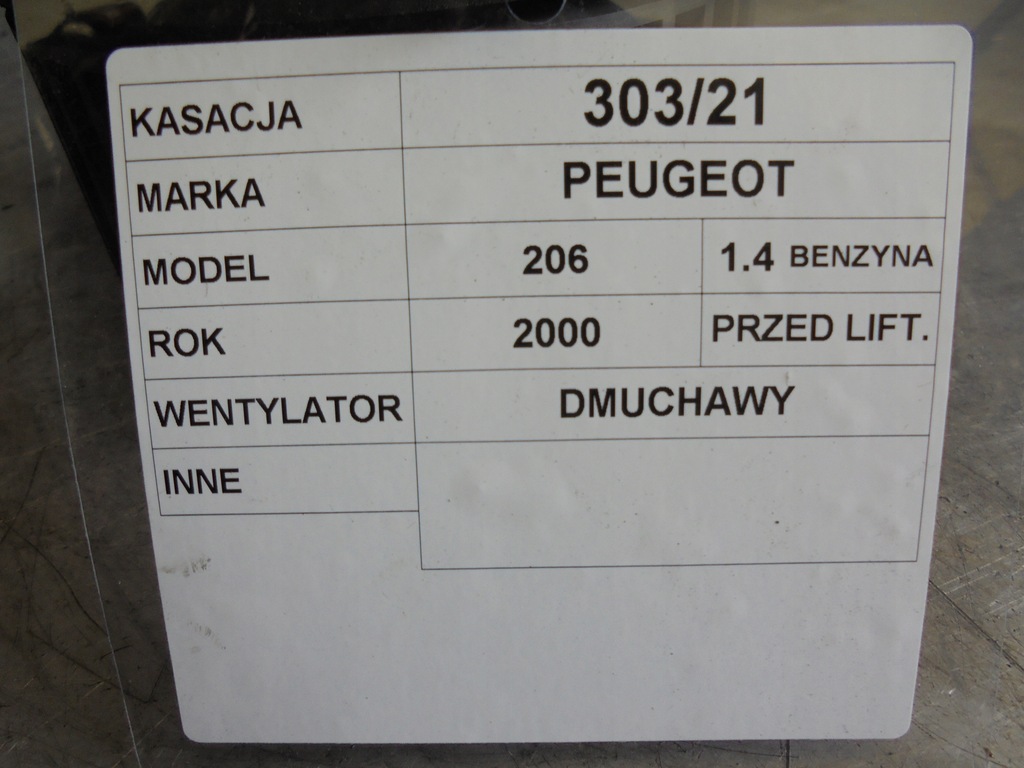 KASACJA 303/21
MARKA PEUGEOT
MODEL 206 1.4 BENZYNA
ROK 2000 PRZED LIFT.
WENTYLATOR DMUCHAWY
INNE